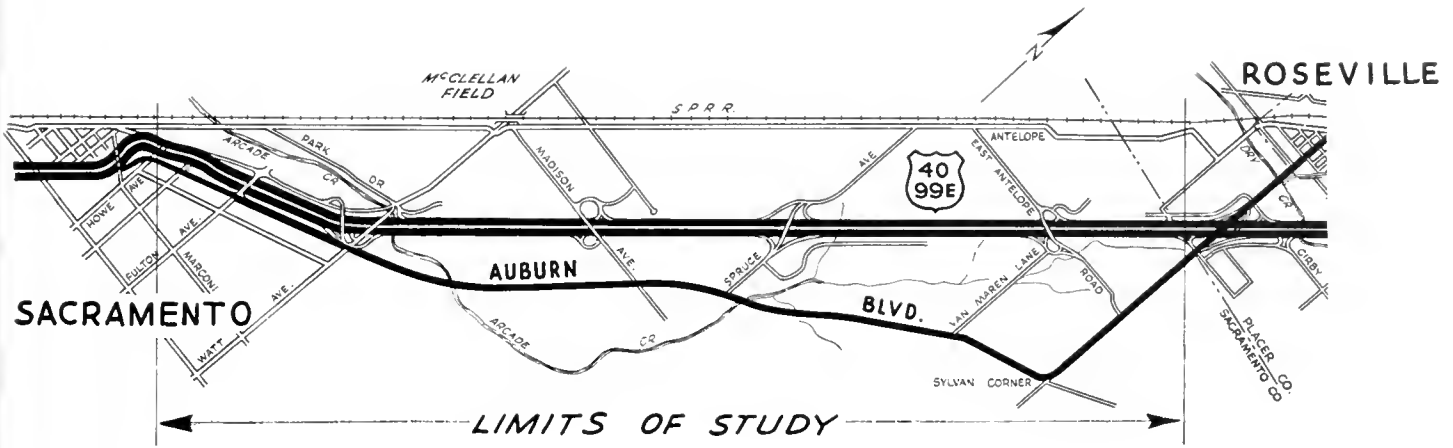 ROSEVILLE
N
McCLELLAN
FIELD
S.P.R.R.
ARCADE
CR
PARK
DR
MADISON
AVE.
ALE
SPRUCE
ANTELOPE
EAST ANTELOPE
ROAD
40
99E
DRY
CR
CIRBY
HOWE AVE
FULTON
AVE.
MARCONI
WATT AVE.
AUBURN
BLVD.
VAN MAREN LANE
ARCADE
CR
SACRAMENTO
SYLVAN CORNER
PLACER CO.
SACRAMENTO CO
LIMITS OF STUDY